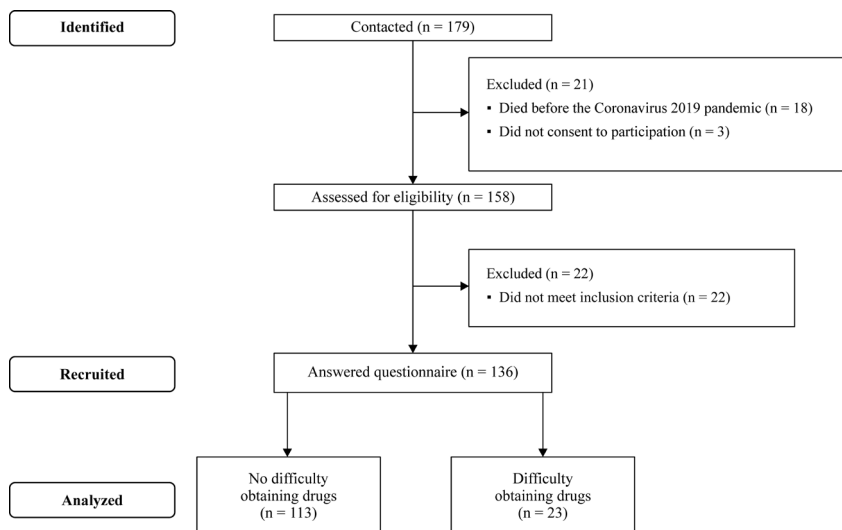 Identified
Contacted (n = 179)
Excluded (n = 21)
▪ Died before the Coronavirus 2019 pandemic (n = 18)
▪ Did not consent to participation (n = 3)
Assessed for eligibility (n = 158)
Excluded (n = 22)
▪ Did not meet inclusion criteria (n = 22)
Recruited
Answered questionnaire (n = 136)
Analyzed
No difficulty
obtaining drugs
(n = 113)
Difficulty
obtaining drugs
(n = 23)